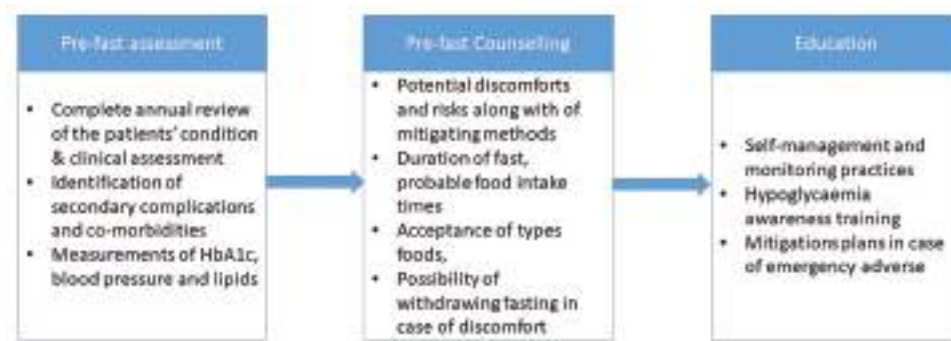 Pre-fast assessment
• Complete annual review
of the patients' condition
& clinical assessment
• Identification of
secondary complications
and co-morbidities
• Measurements of HbA1c,
blood pressure and lipids
Pre-fast Counselling
• Potential discomforts
and risks along with of
mitigating methods
• Duration of fast,
probable food intake
times
• Acceptance of types
foods,
• Possibility of
withdrawing fasting in
case of discomfort
Education
• Self-management and
monitoring practices
• Hypoglycaemia
awareness training
• Mitigations plans in case
of emergency adverse